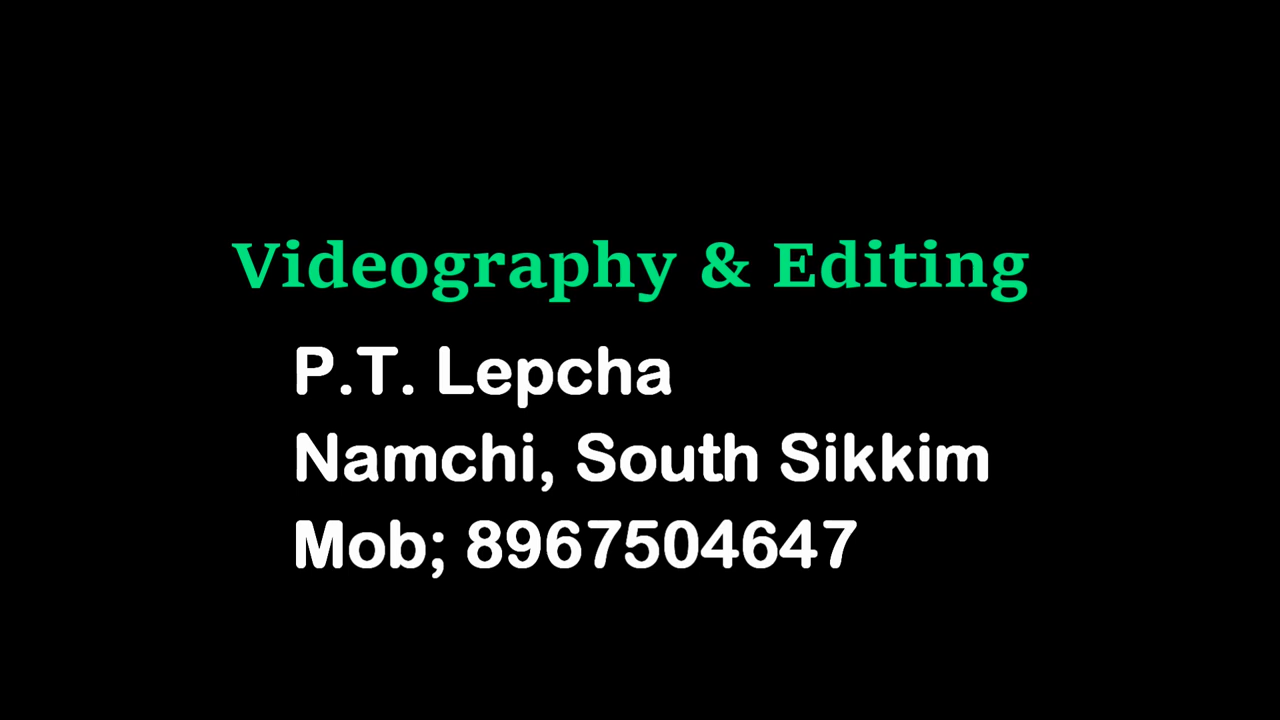 Videography & Editing
P.T. Lepcha
Namchi, South Sikkim
Mob; 8967504647